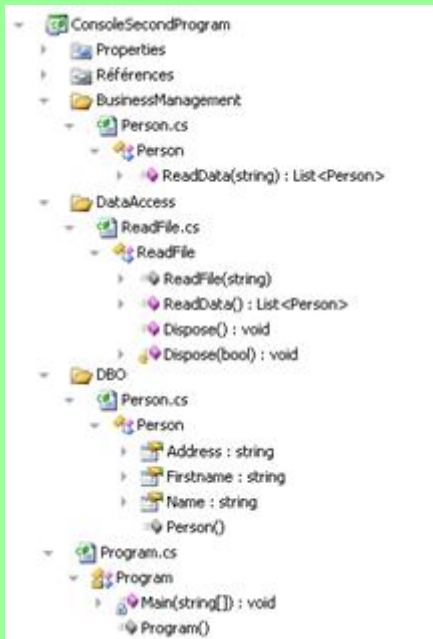 ConsoleSecondProgram
Properties
Références
BusinessManagement
Person.cs
Person
ReadData(string) : List<Person>
DataAccess
ReadFile.cs
ReadFile
ReadFile(string)
ReadData() : List<Person>
Dispose() : void
Dispose(bool) : void
DBO
Person.cs
Person
Address : string
Firstname : string
Name : string
Person()
Program.cs
Program
Main(string[]) : void
Program()